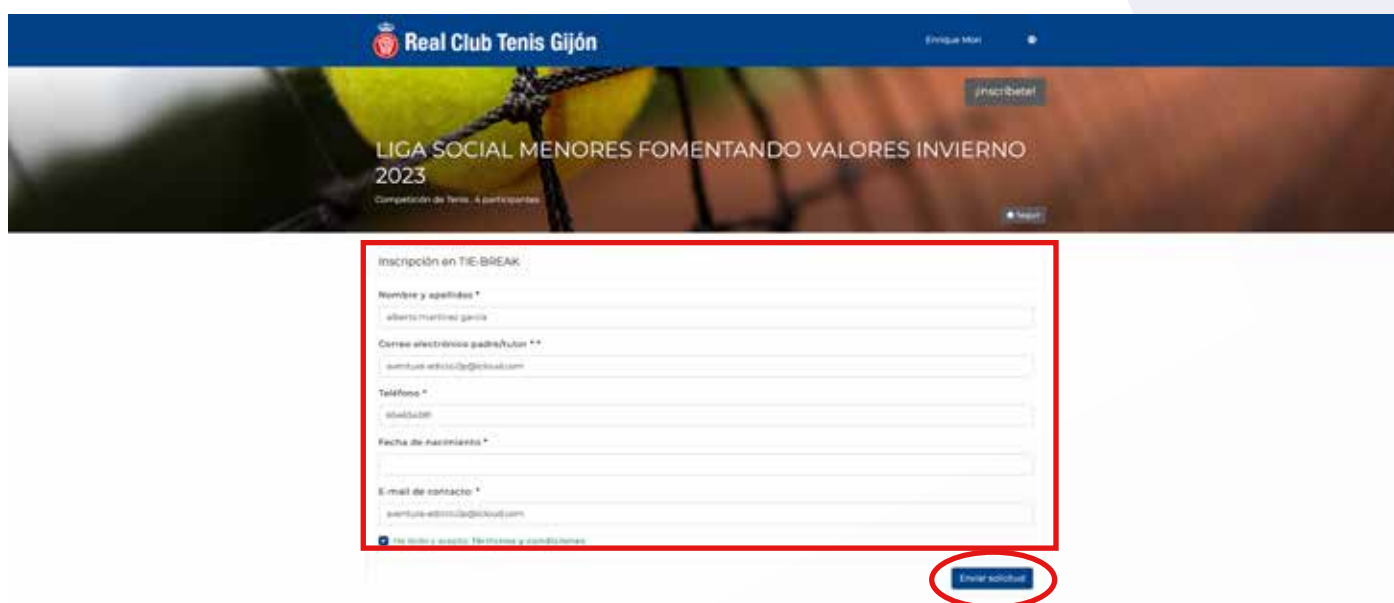 Real Club Tenis Gijón
Enrique Mori
¡Inscríbete!
LIGA SOCIAL MENORES FOMENTANDO VALORES INVIERNO
2023
Competición de Tenis . 4 participantes
Seguir
Inscripción en TIE-BREAK
Nombre y apellidos *
alberto martinez garcia
Correo electrónico padre/tutor * *
Teléfono *
Fecha de nacimiento *
E-mail de contacto *
He leído y acepto Términos y condiciones
Enviar solicitud